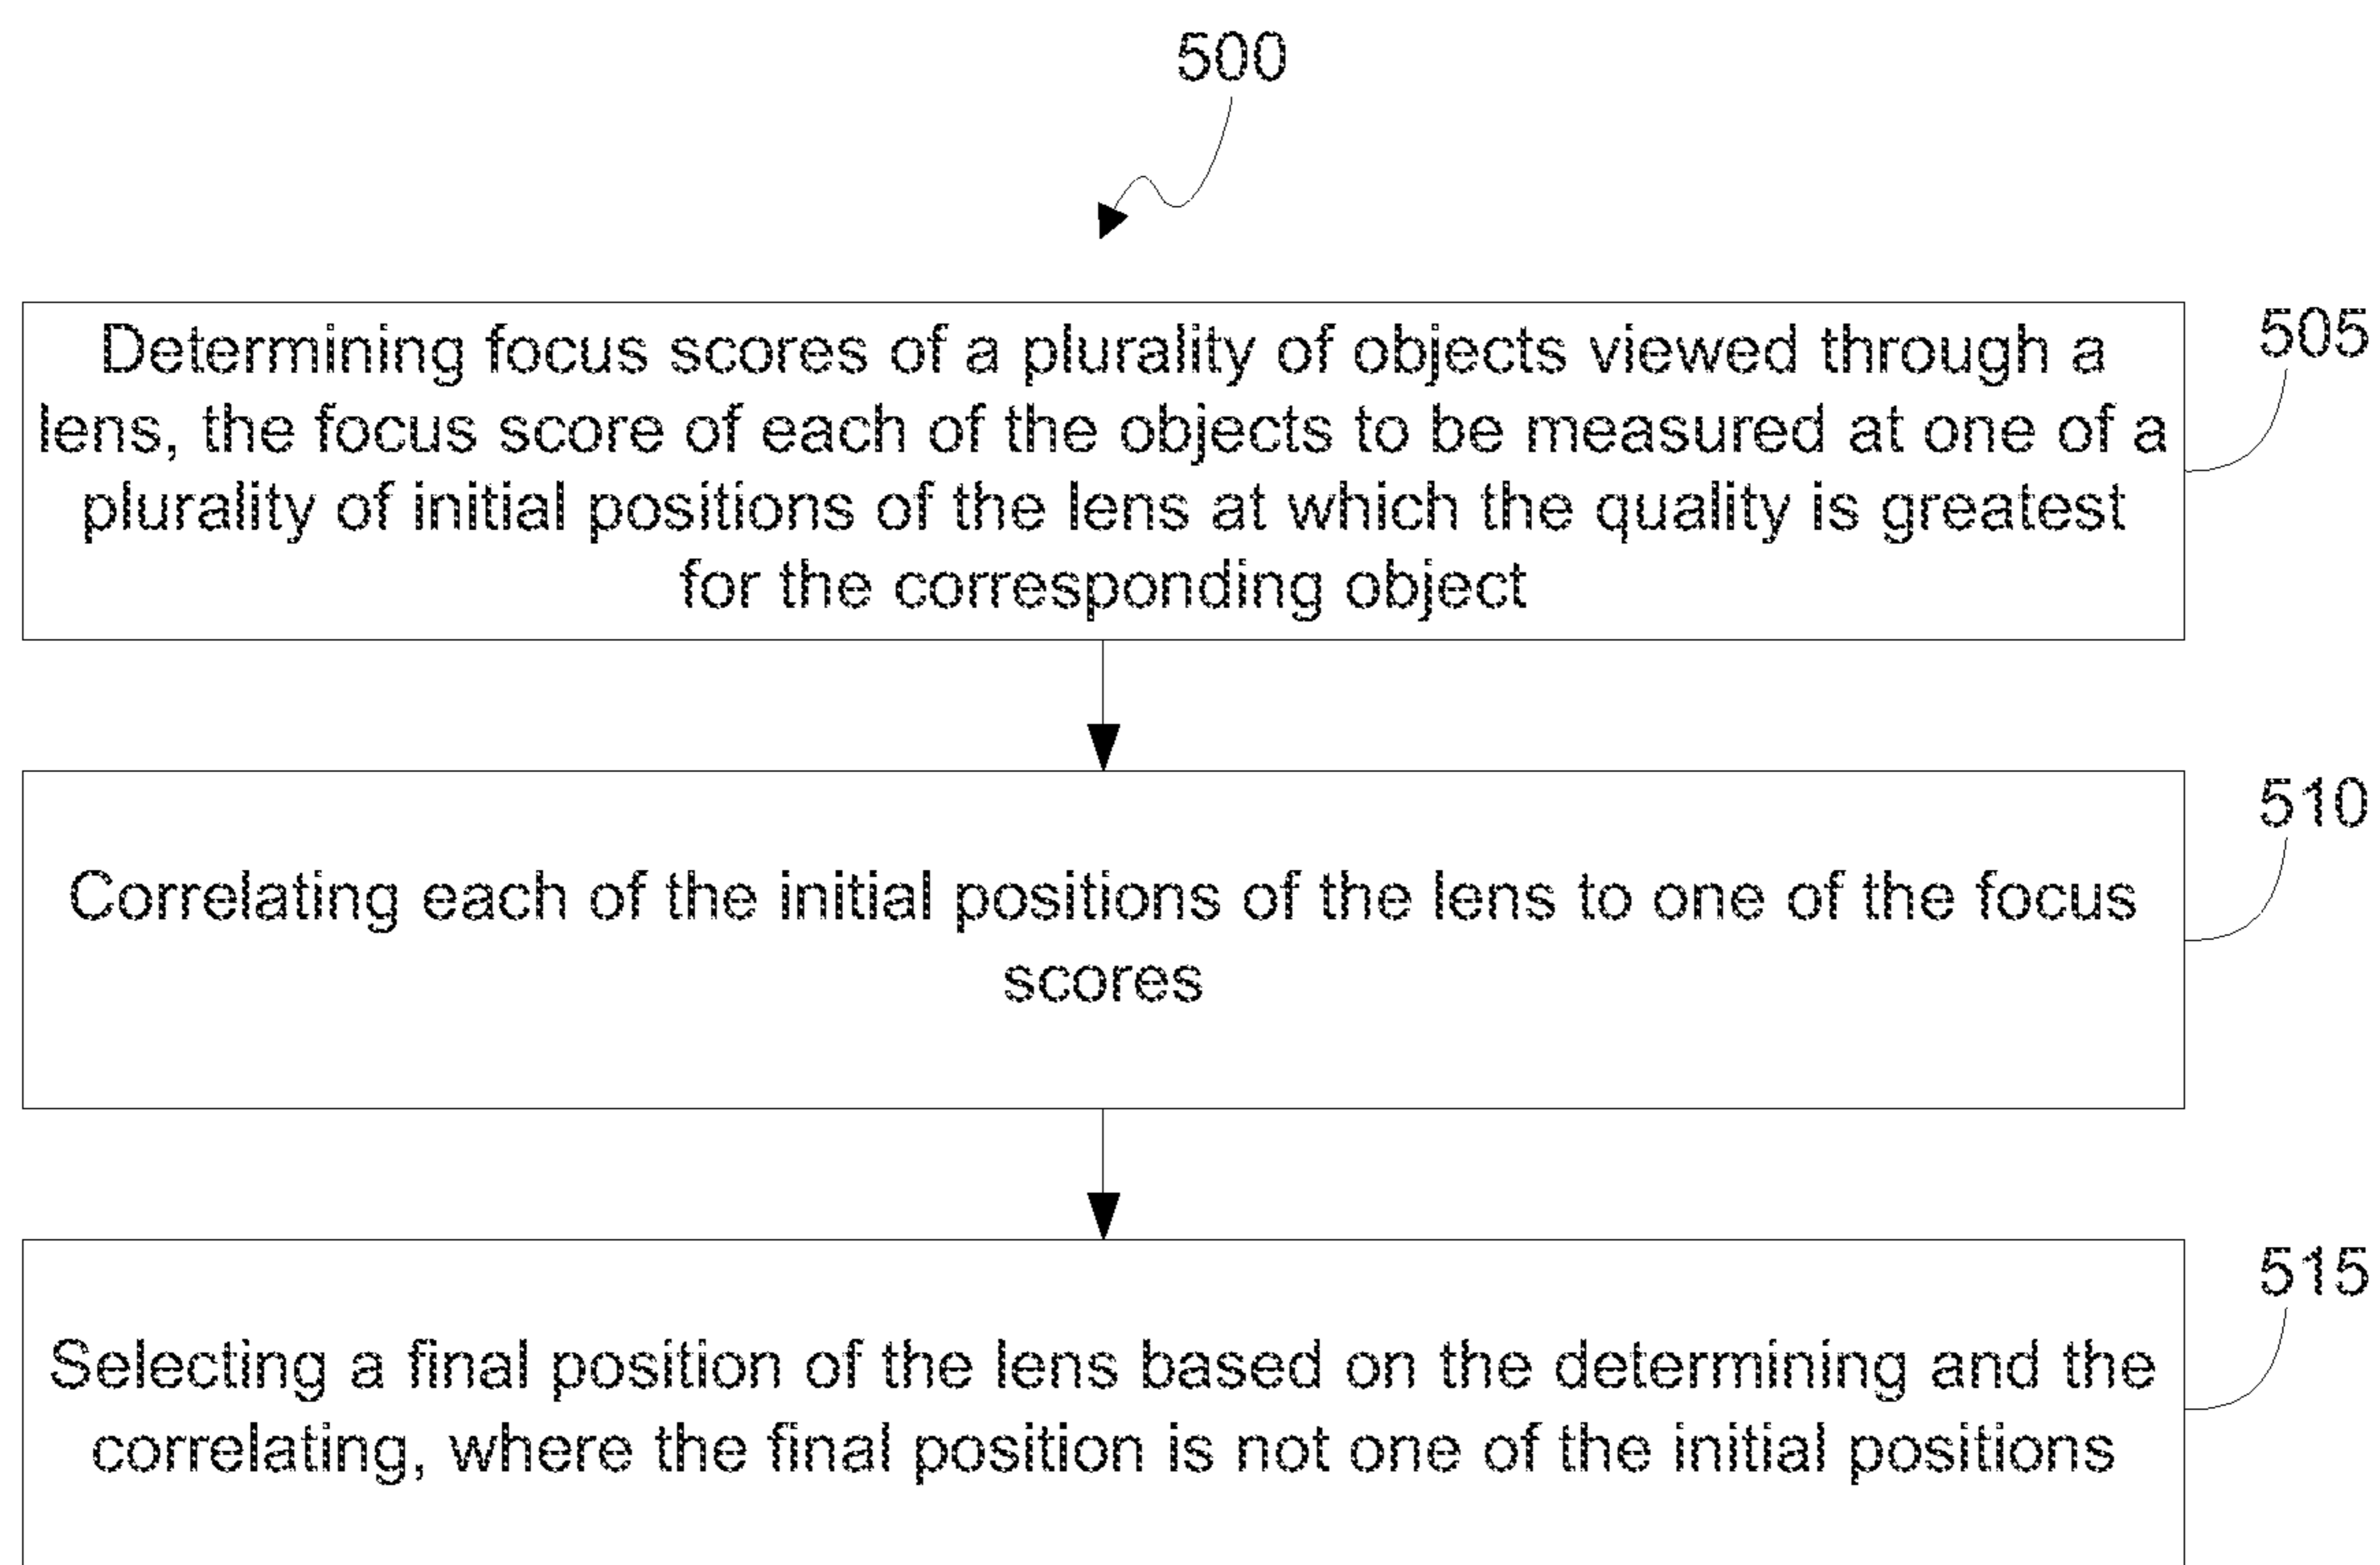 500
Determining focus scores of a plurality of objects viewed through a
505
lens, the focus score of each of the objects to be measured at one of a
plurality of initial positions of the lens at which the quality is greatest
for the corresponding object
510
Correlating each of the initial positions of the lens to one of the focus
scores
515
Selecting a final position of the lens based on the determining and the
correlating, where the final position is not one of the initial positions